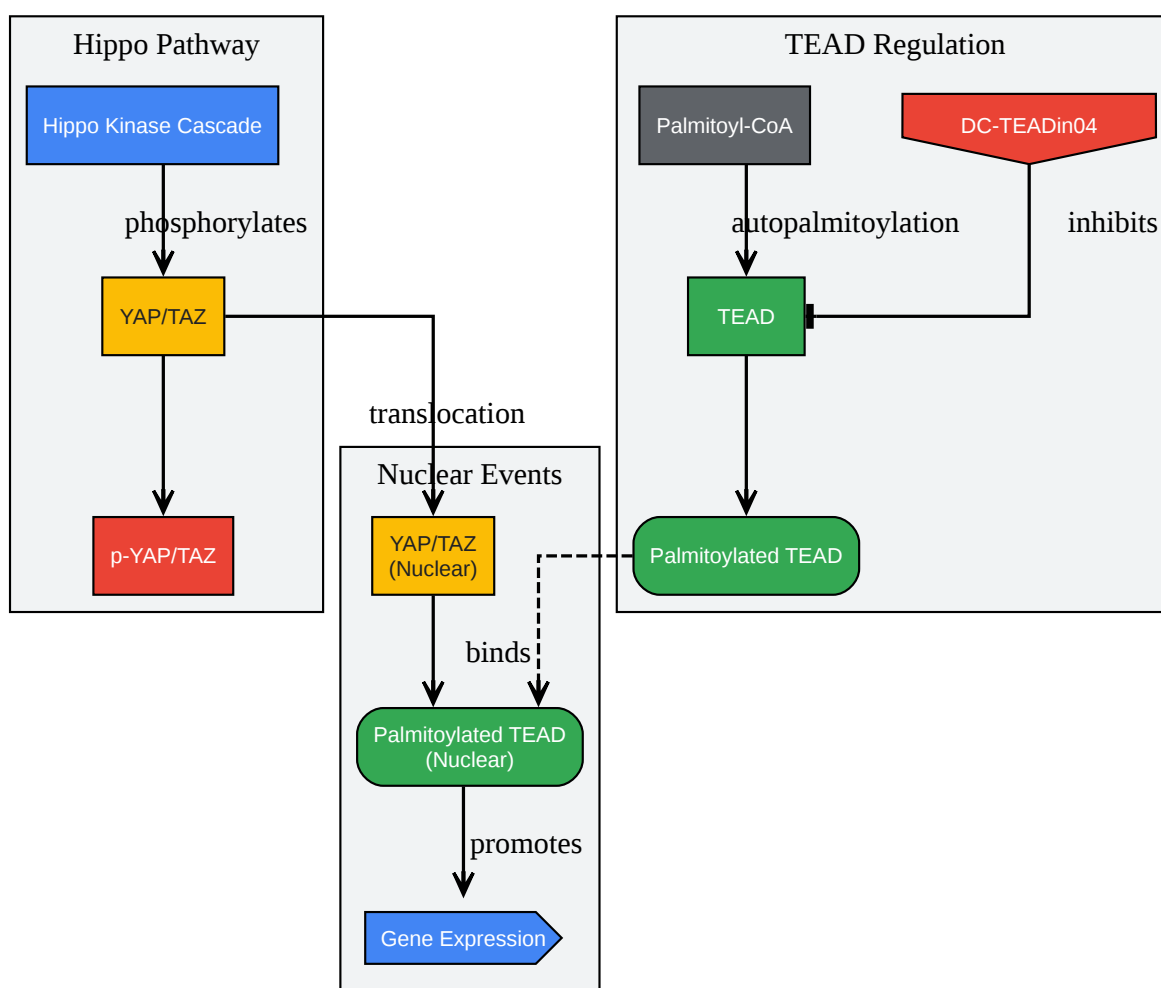 Hippo Pathway
Hippo Kinase Cascade
phosphorylates
YAP/TAZ
p-YAP/TAZ
translocation
TEAD Regulation
Palmitoyl-CoA
DC-TEADin04
autopalmitoylation
inhibits
TEAD
Palmitoylated TEAD
Nuclear Events
YAP/TAZ
(Nuclear)
binds
Palmitoylated TEAD
(Nuclear)
promotes
Gene Expression